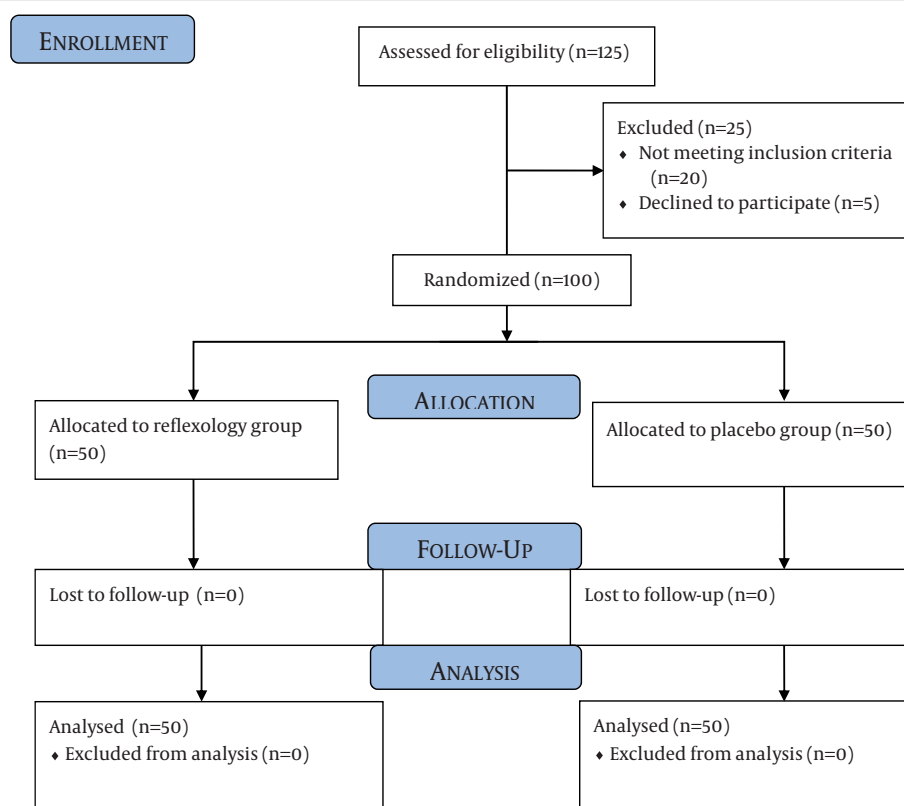 ENROLLMENT
Assessed for eligibility (n=125)
Excluded (n=25)
♦ Not meeting inclusion criteria
(n=20)
♦ Declined to participate (n=5)
Randomized (n=100)
ALLOCATION
Allocated to reflexology group
(n=50)
Allocated to placebo group (n=50)
FOLLOW-UP
Lost to follow-up (n=0)
Lost to follow-up (n=0)
ANALYSIS
Analysed (n=50)
♦ Excluded from analysis (n=0)
Analysed (n=50)
♦ Excluded from analysis (n=0)